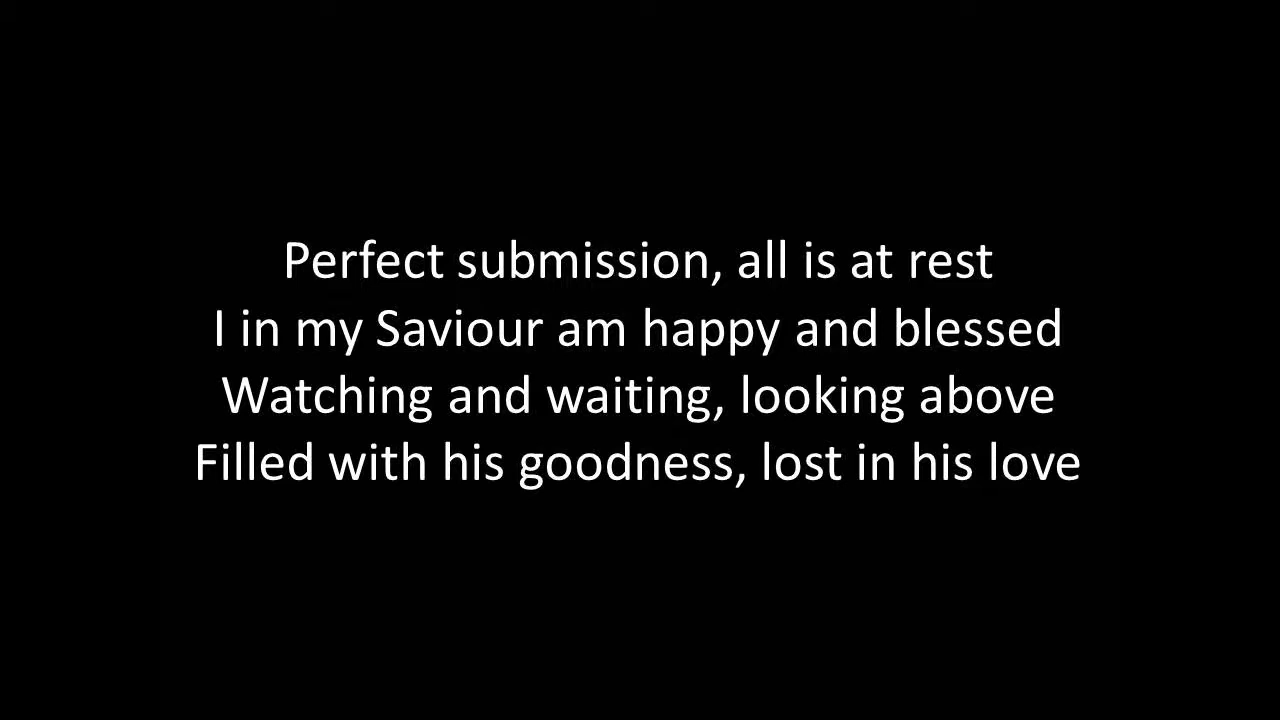 Perfect submission, all is at rest
I in my Saviour am happy and blessed
Watching and waiting, looking above
Filled with his goodness, lost in his love